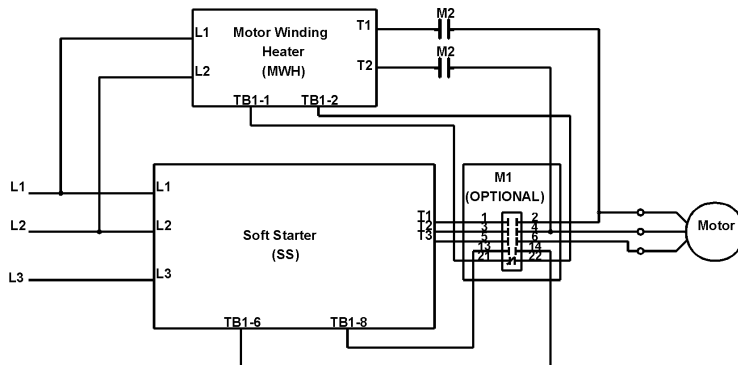 M2
L1
Motor Winding
Heater
(MWH)
T1
M2
L2
T2
TB1-1
TB1-2
L1
L1
M1
(OPTIONAL)
L2
L2
Soft Starter
(SS)
T1
T2
T3
1
2
3
4
5
6
13
14
21
22
Motor
L3
L3
TB1-6
TB1-8